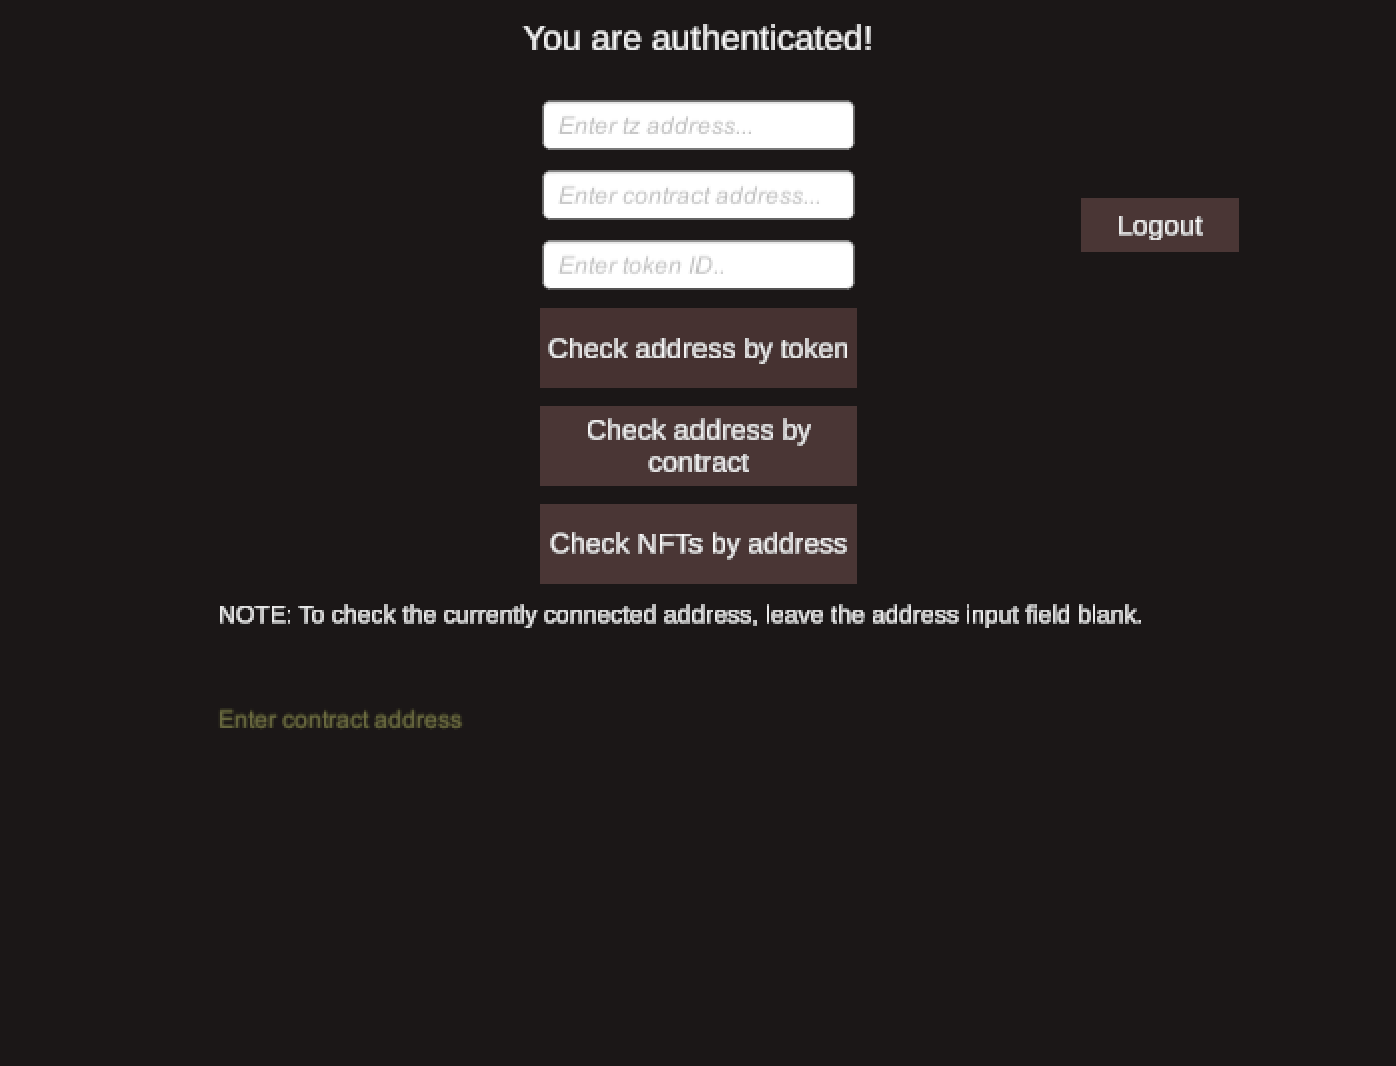 You are authenticated!
Enter tz address...
Enter contract address...
Logout
Enter token ID..
Check address by token
Check address by
contract
Check NFTs by address
NOTE: To check the currently connected address, leave the address input field blank.
Enter contract address